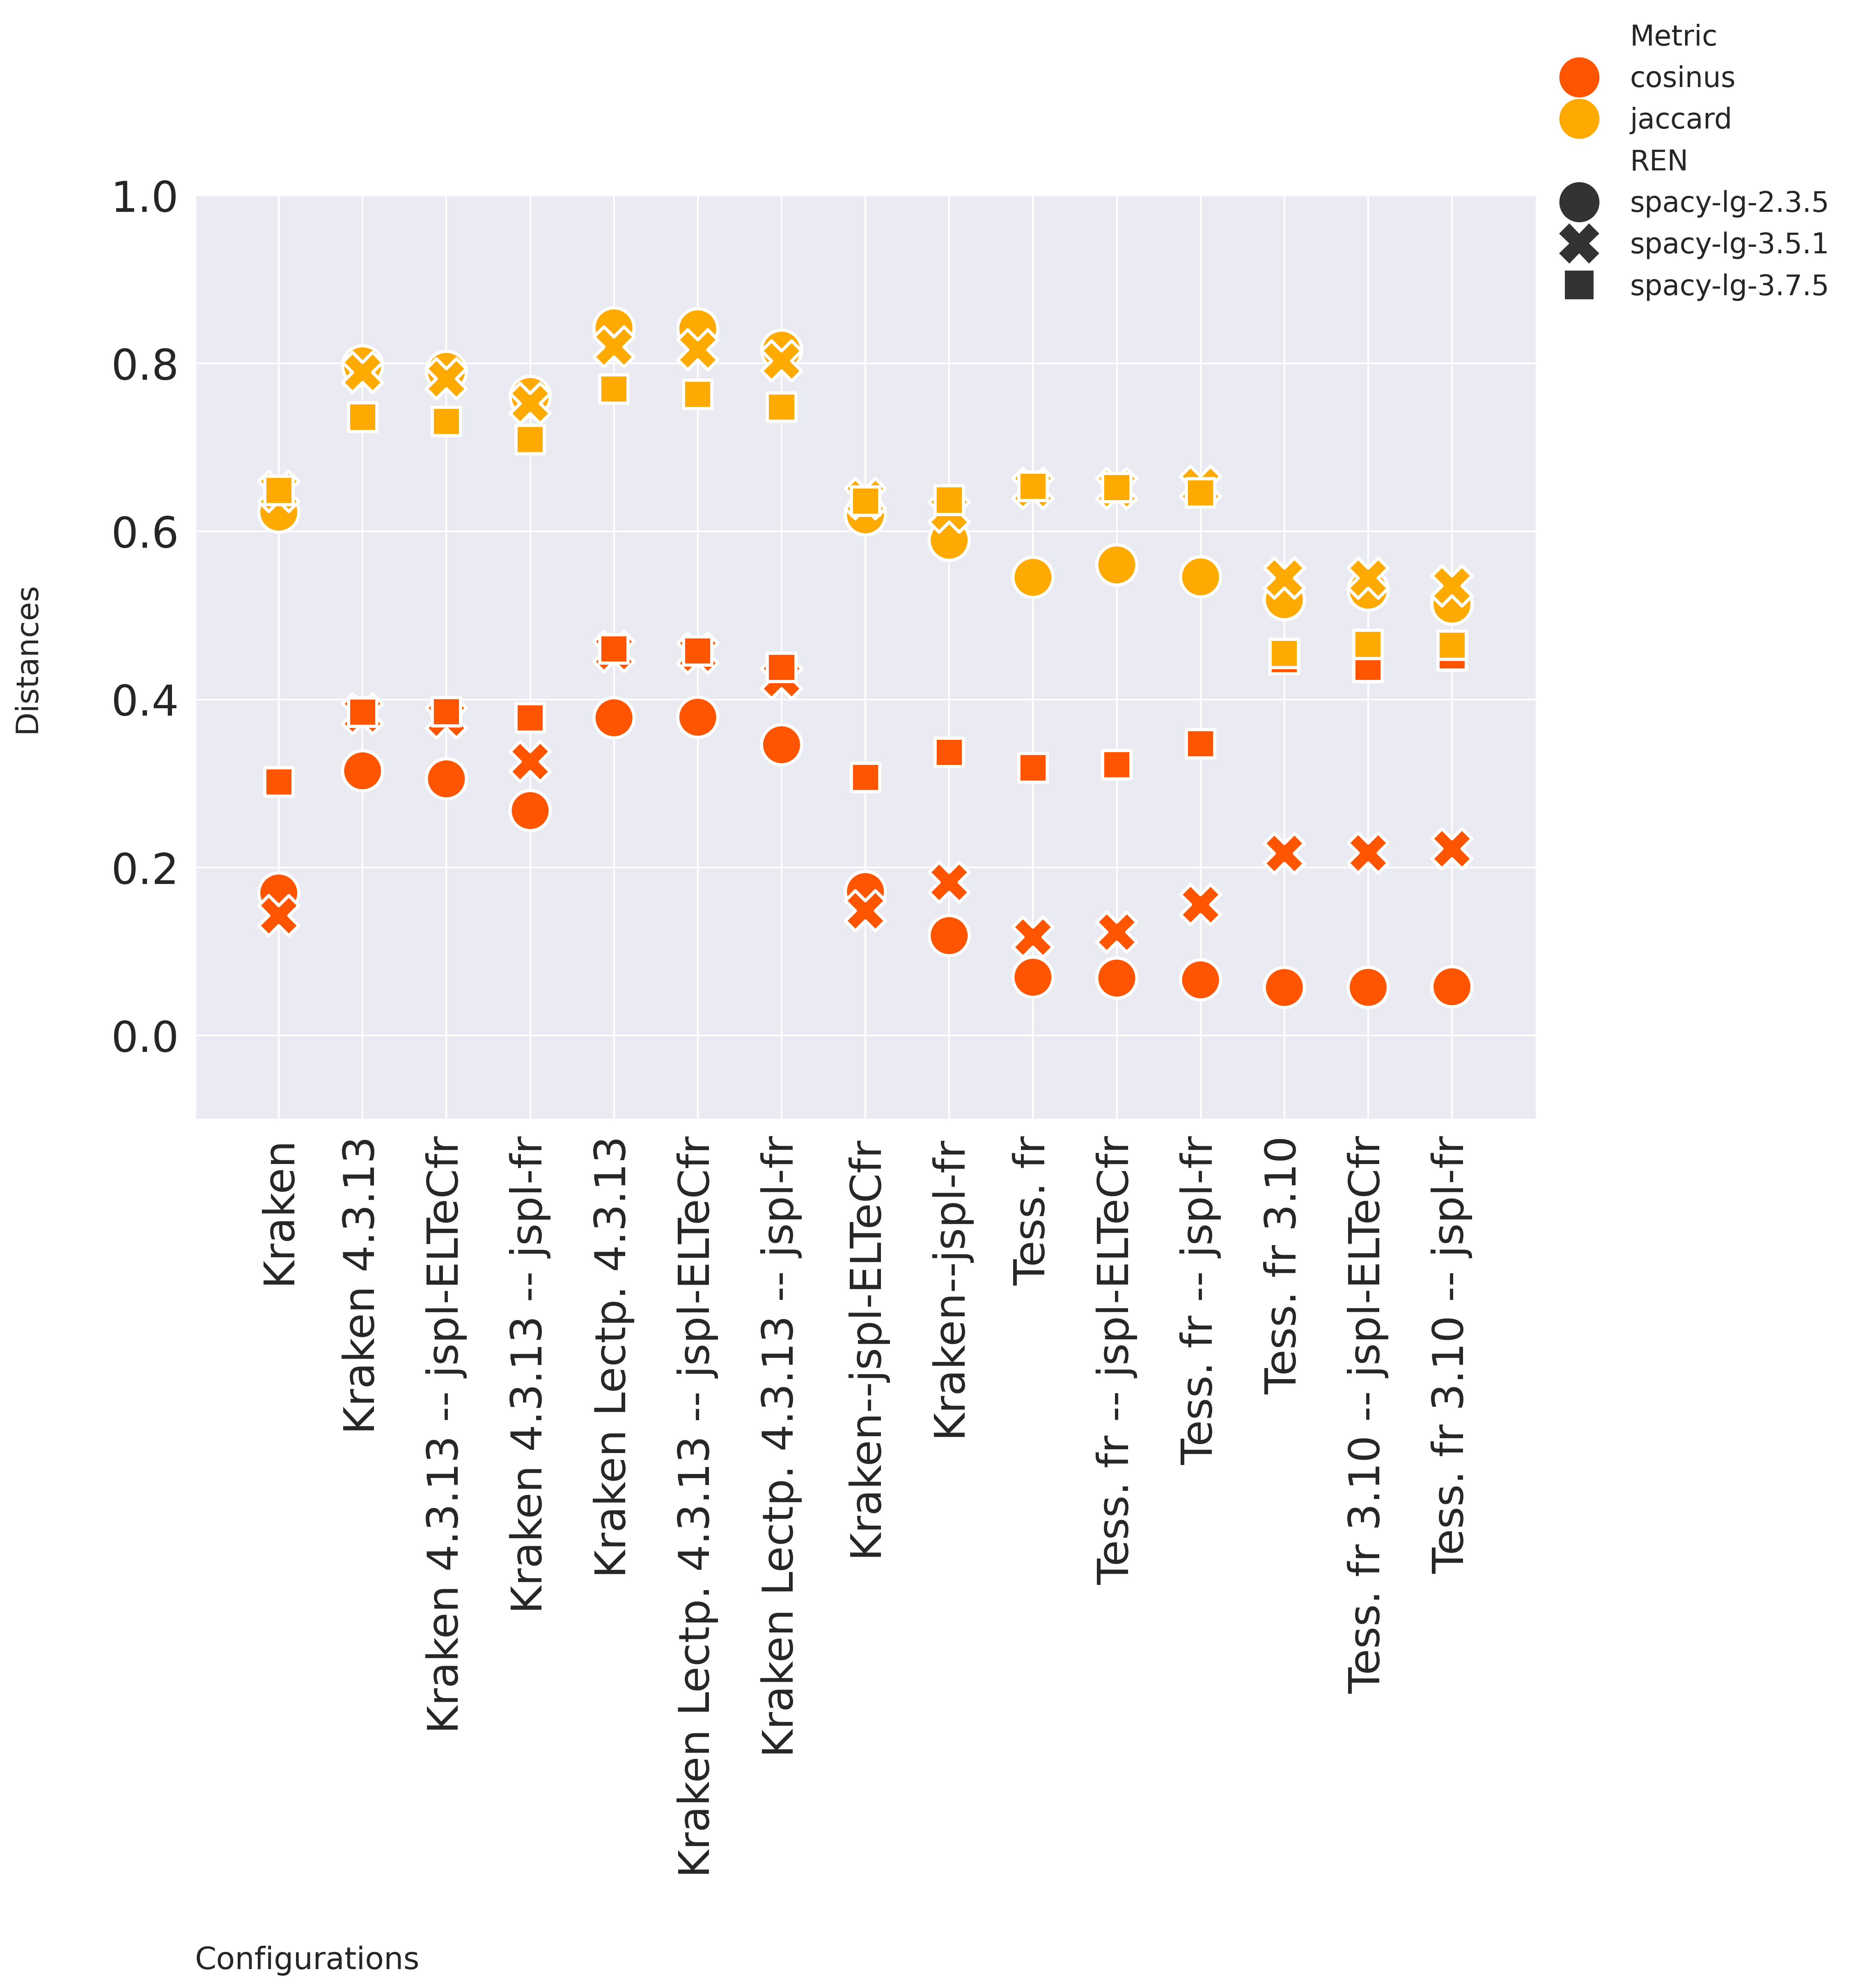 Metric
cosinus
jaccard
REN
spacy-lg-2.3.5
spacy-lg-3.5.1
spacy-lg-3.7.5
1.0
0.8
0.6
0.4
0.2
0.0
Distances
Kraken
Kraken 4.3.13
Kraken 4.3.13 -- jspl-ELTeCfr
Kraken 4.3.13 -- jspl-fr
Kraken Lectp. 4.3.13
Kraken Lectp. 4.3.13 -- jspl-ELTeCfr
Kraken Lectp. 4.3.13 -- jspl-fr
Kraken--jspl-ELTeCfr
Kraken--jspl-fr
Tess. fr
Tess. fr -- jspl-ELTeCfr
Tess. fr -- jspl-fr
Tess. fr 3.10
Tess. fr 3.10 -- jspl-ELTeCfr
Tess. fr 3.10 -- jspl-fr
Configurations